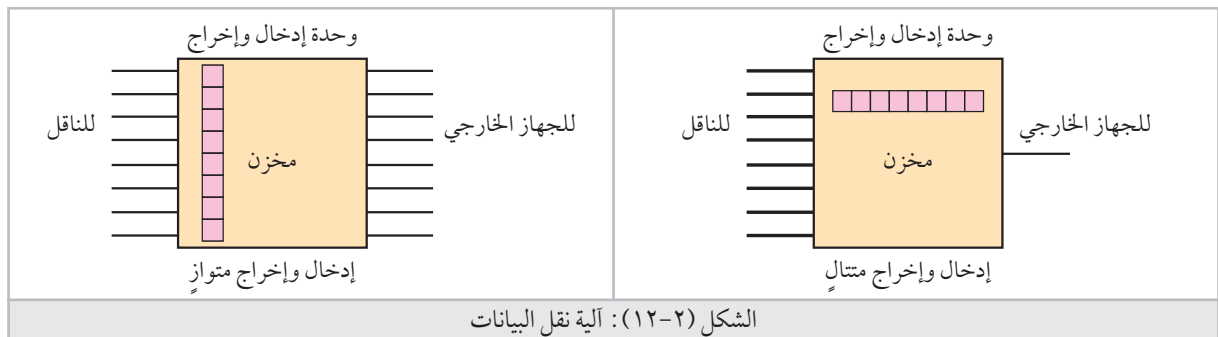 وحدة إدخال وإخراج
للجهاز الخارجي
مخزن
للناقل
إدخال وإخراج متتالٍ
وحدة إدخال وإخراج
للجهاز الخارجي
مخزن
للناقل
إدخال وإخراج متوازٍ
الشكل (٢-١٢): آلية نقل البيانات